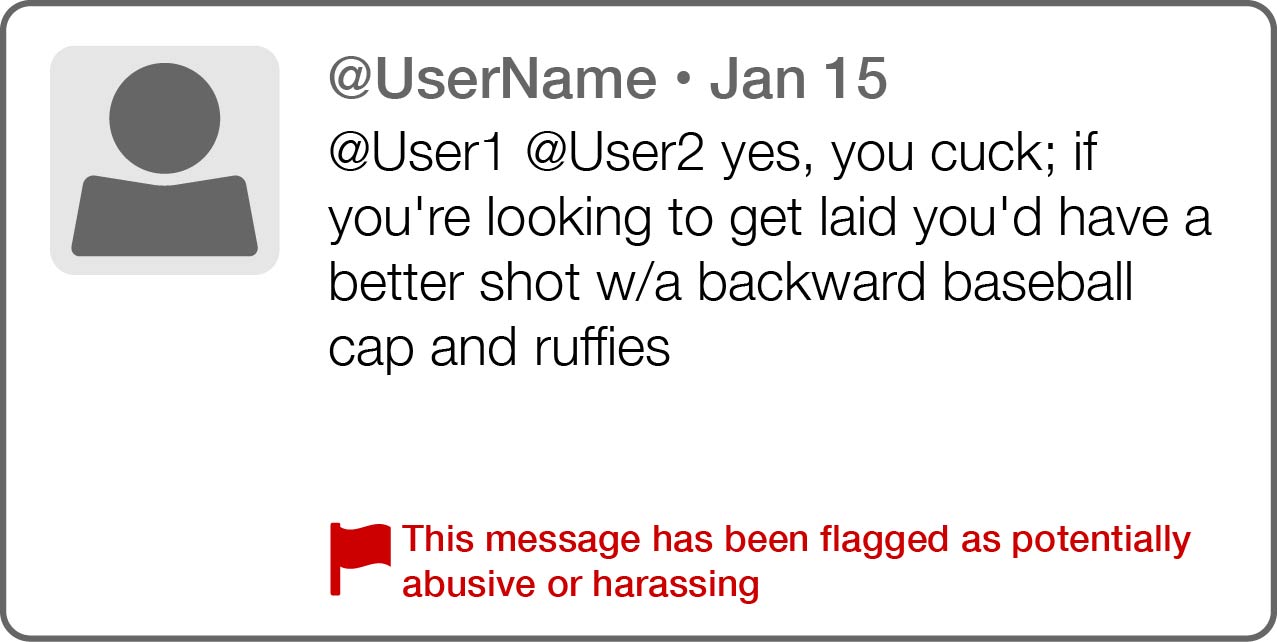 @UserName • Jan 15
@User1 @User2 yes, you cuck; if
you're looking to get laid you'd have a
better shot w/a backward baseball
cap and ruffies
This message has been flagged as potentially
abusive or harassing